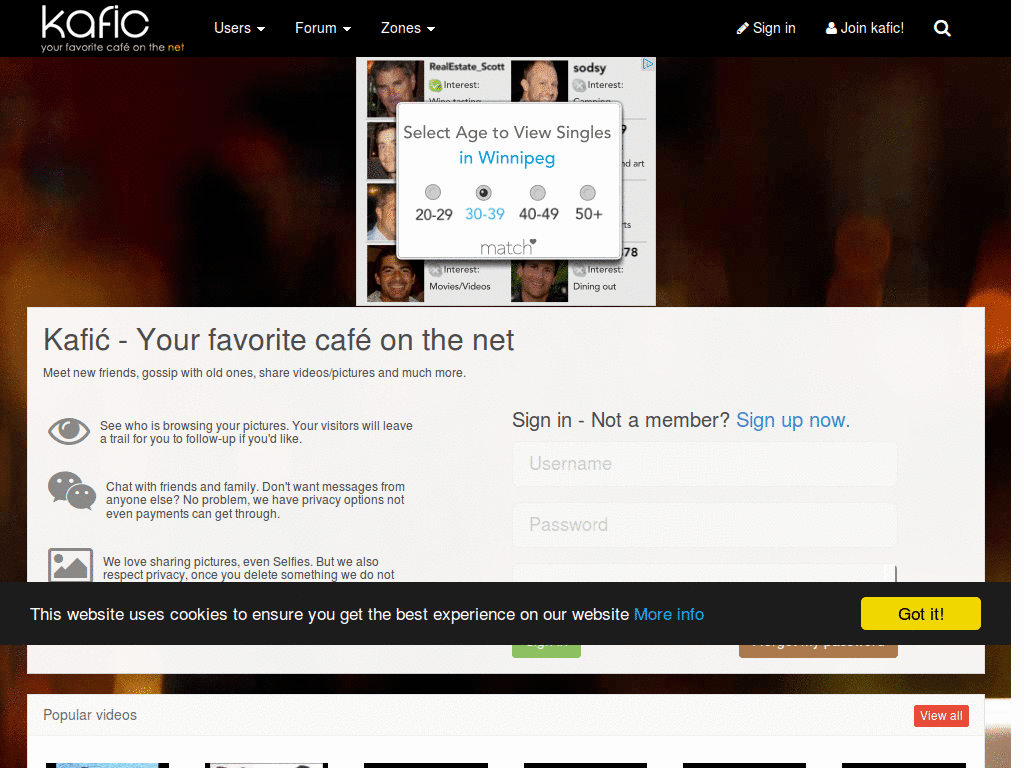 kafic
your favorite café on the net
Users
Forum
Zones
Sign in
Join kafic!
RealEstate_Scott
Interest:
Wine tasting
sodsy
Interest:
Camping
Select Age to View Singles
in Winnipeg
20-29
30-39
40-49
50+
match
nd art
78
Interest:
Movies/Videos
Interest:
Dining out
Kafić - Your favorite café on the net
Meet new friends, gossip with old ones, share videos/pictures and much more.
See who is browsing your pictures. Your visitors will leave
a trail for you to follow-up if you'd like.
Chat with friends and family. Don't want messages from
anyone else? No problem, we have privacy options not
even payments can get through.
We love sharing pictures, even Selfies. But we also
respect privacy, once you delete something we do not
Sign in - Not a member? Sign up now.
Username
Password
This website uses cookies to ensure you get the best experience on our website More info
Got it!
Sign in
I forgot my password
Popular videos
View all